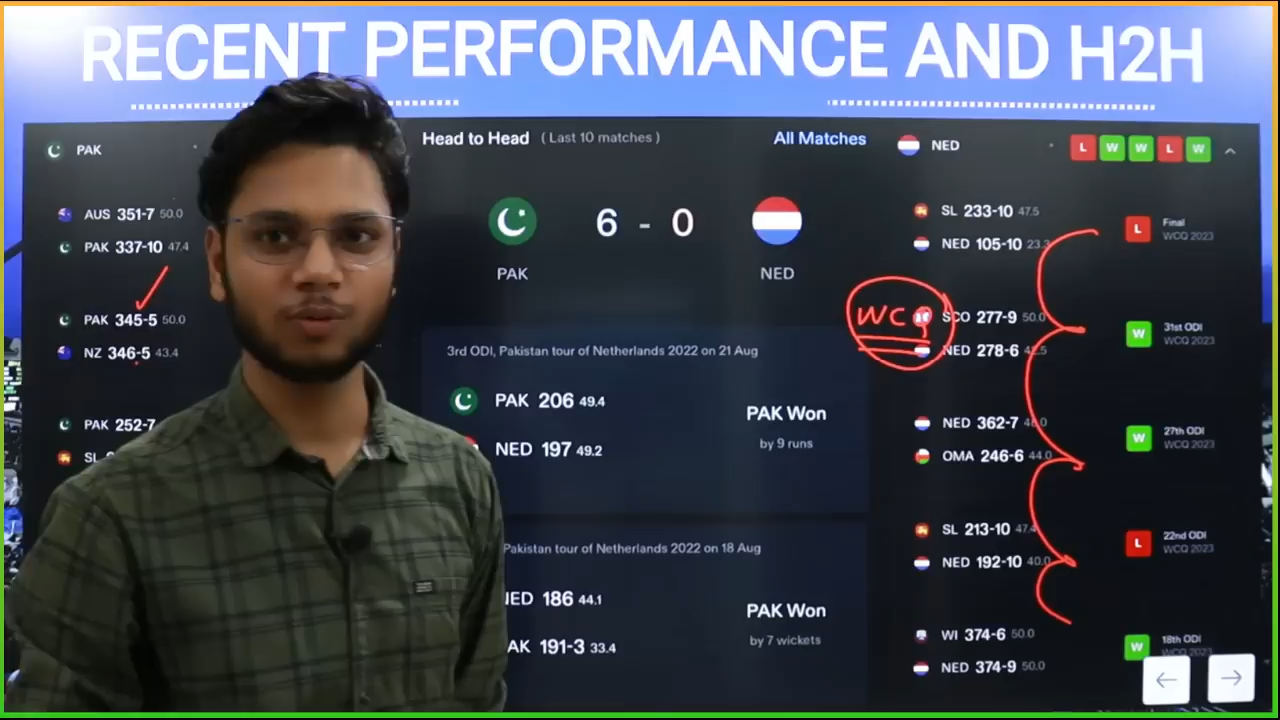 RECENT PERFORMANCE AND H2H
PAK
AUS 351-7 50.0
PAK 337-10 47.4
PAK 345-5 50.0
NZ 346-5 43.4
PAK 252-7
SL
Head to Head ( Last 10 matches ) All Matches
PAK 6 - 0 NED
3rd ODI, Pakistan tour of Netherlands 2022 on 21 Aug
PAK 206 49.4
NED 197 49.2
PAK Won
by 9 runs
Pakistan tour of Netherlands 2022 on 18 Aug
NED 186 44.1
PAK 191-3 33.4
PAK Won
by 7 wickets
WCQ
NED L W W L W
SL 233-10 47.5
NED 105-10
L Final
WCQ 2023
SCO 277-9 50.0
NED 278-6
W 31st ODI
WCQ 2023
NED 362-7
OMA 246-6 44.0
W 27th ODI
WCQ 2023
SL 213-10
NED 192-10 40.0
L 22nd ODI
WCQ 2023
WI 374-6 50.0
NED 374-9 50.0
W 18th ODI
WCQ 2023